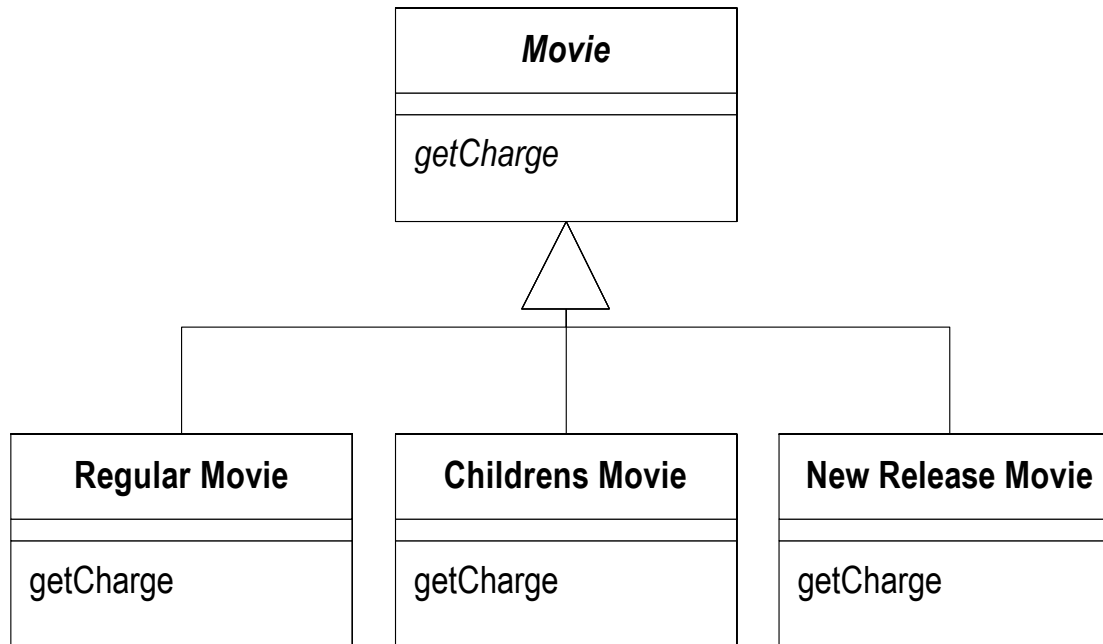 Movie
getCharge
Regular Movie
Childrens Movie
New Release Movie
getCharge
getCharge
getCharge